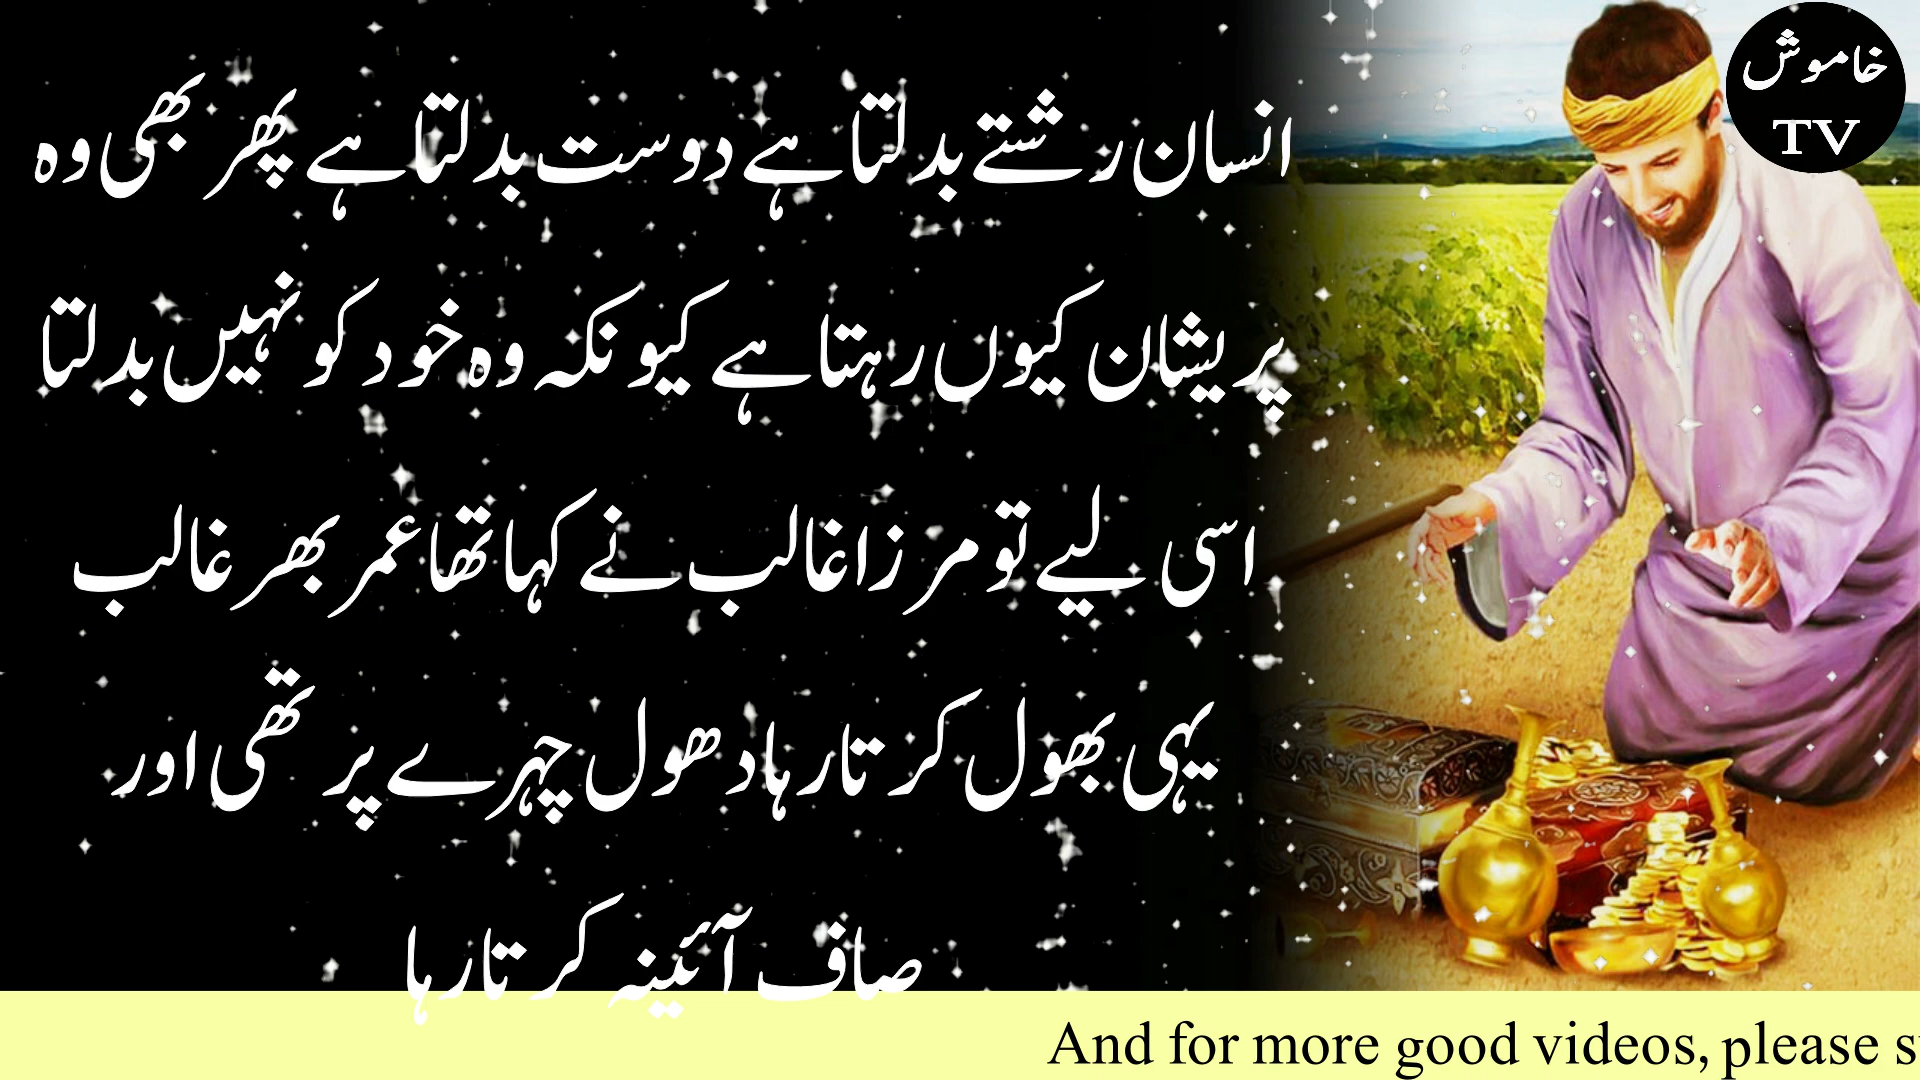 خاموش
TV
انسان رشتے بدلتا ہے دوست بدلتا ہے پھر بھی وہ
پریشان کیوں رہتا ہے کیونکہ وہ خود کو نہیں بدلتا
اسی لیے تو مرزا غالب نے کہا تھا عمر بھر غالب
یہی بھول کرتا رہا دھول چہرے پر تھی اور
صاف آئینہ کرتا رہا
And for more good videos, please s